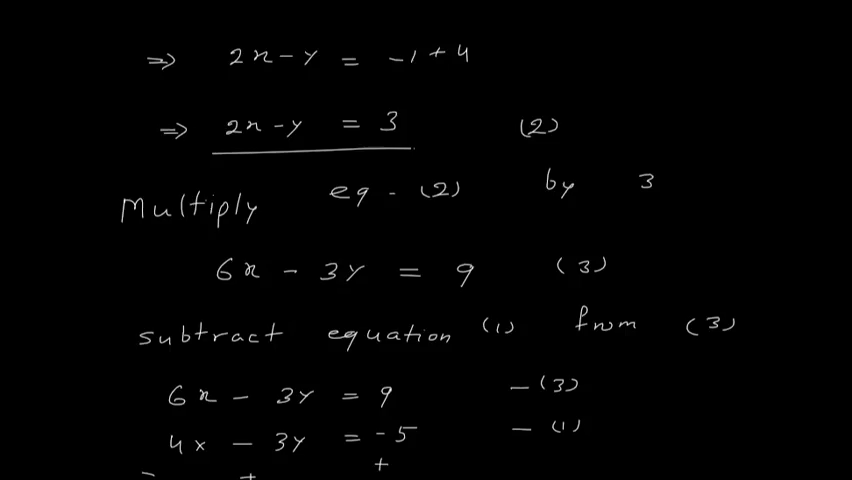 ⇒ 2x - y = -1 + 4
⇒ 2x - y = 3 (2)
Multiply eq - (2) by 3
6x - 3y = 9 (3)
subtract equation (1) from (3)
6x - 3y = 9 - (3)
4x - 3y = -5 - (1)
- + +